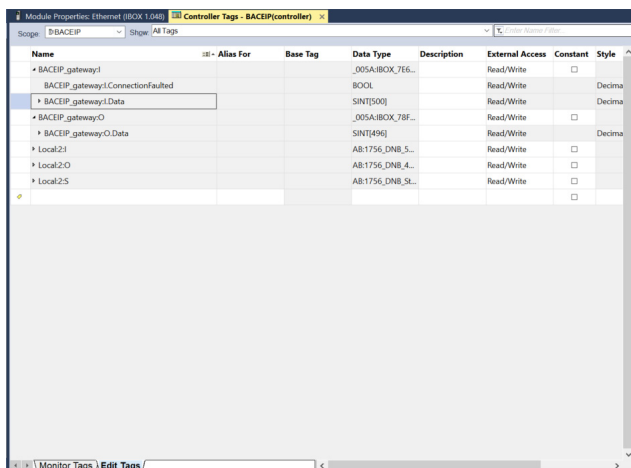 Module Properties: Ethernet (IBOX 1.048) Controller Tags - BACEIP(controller) ×
Scope: BACEIP Show: All Tags Enter Name Filter...
Name Alias For Base Tag Data Type Description External Access Constant Style
BACEIP_gateway:I _005A:IBOX_7E6... Read/Write
BACEIP_gateway:I.ConnectionFaulted BOOL Read/Write Decima
BACEIP_gateway:I.Data SINT[500] Read/Write Decima
BACEIP_gateway:O _005A:IBOX_78F... Read/Write
BACEIP_gateway:O.Data SINT[496] Read/Write Decima
Local:2:I AB:1756_DNB_5... Read/Write
Local:2:O AB:1756_DNB_4... Read/Write
Local:2:S AB:1756_DNB_St... Read/Write
Monitor Tags Edit Tags